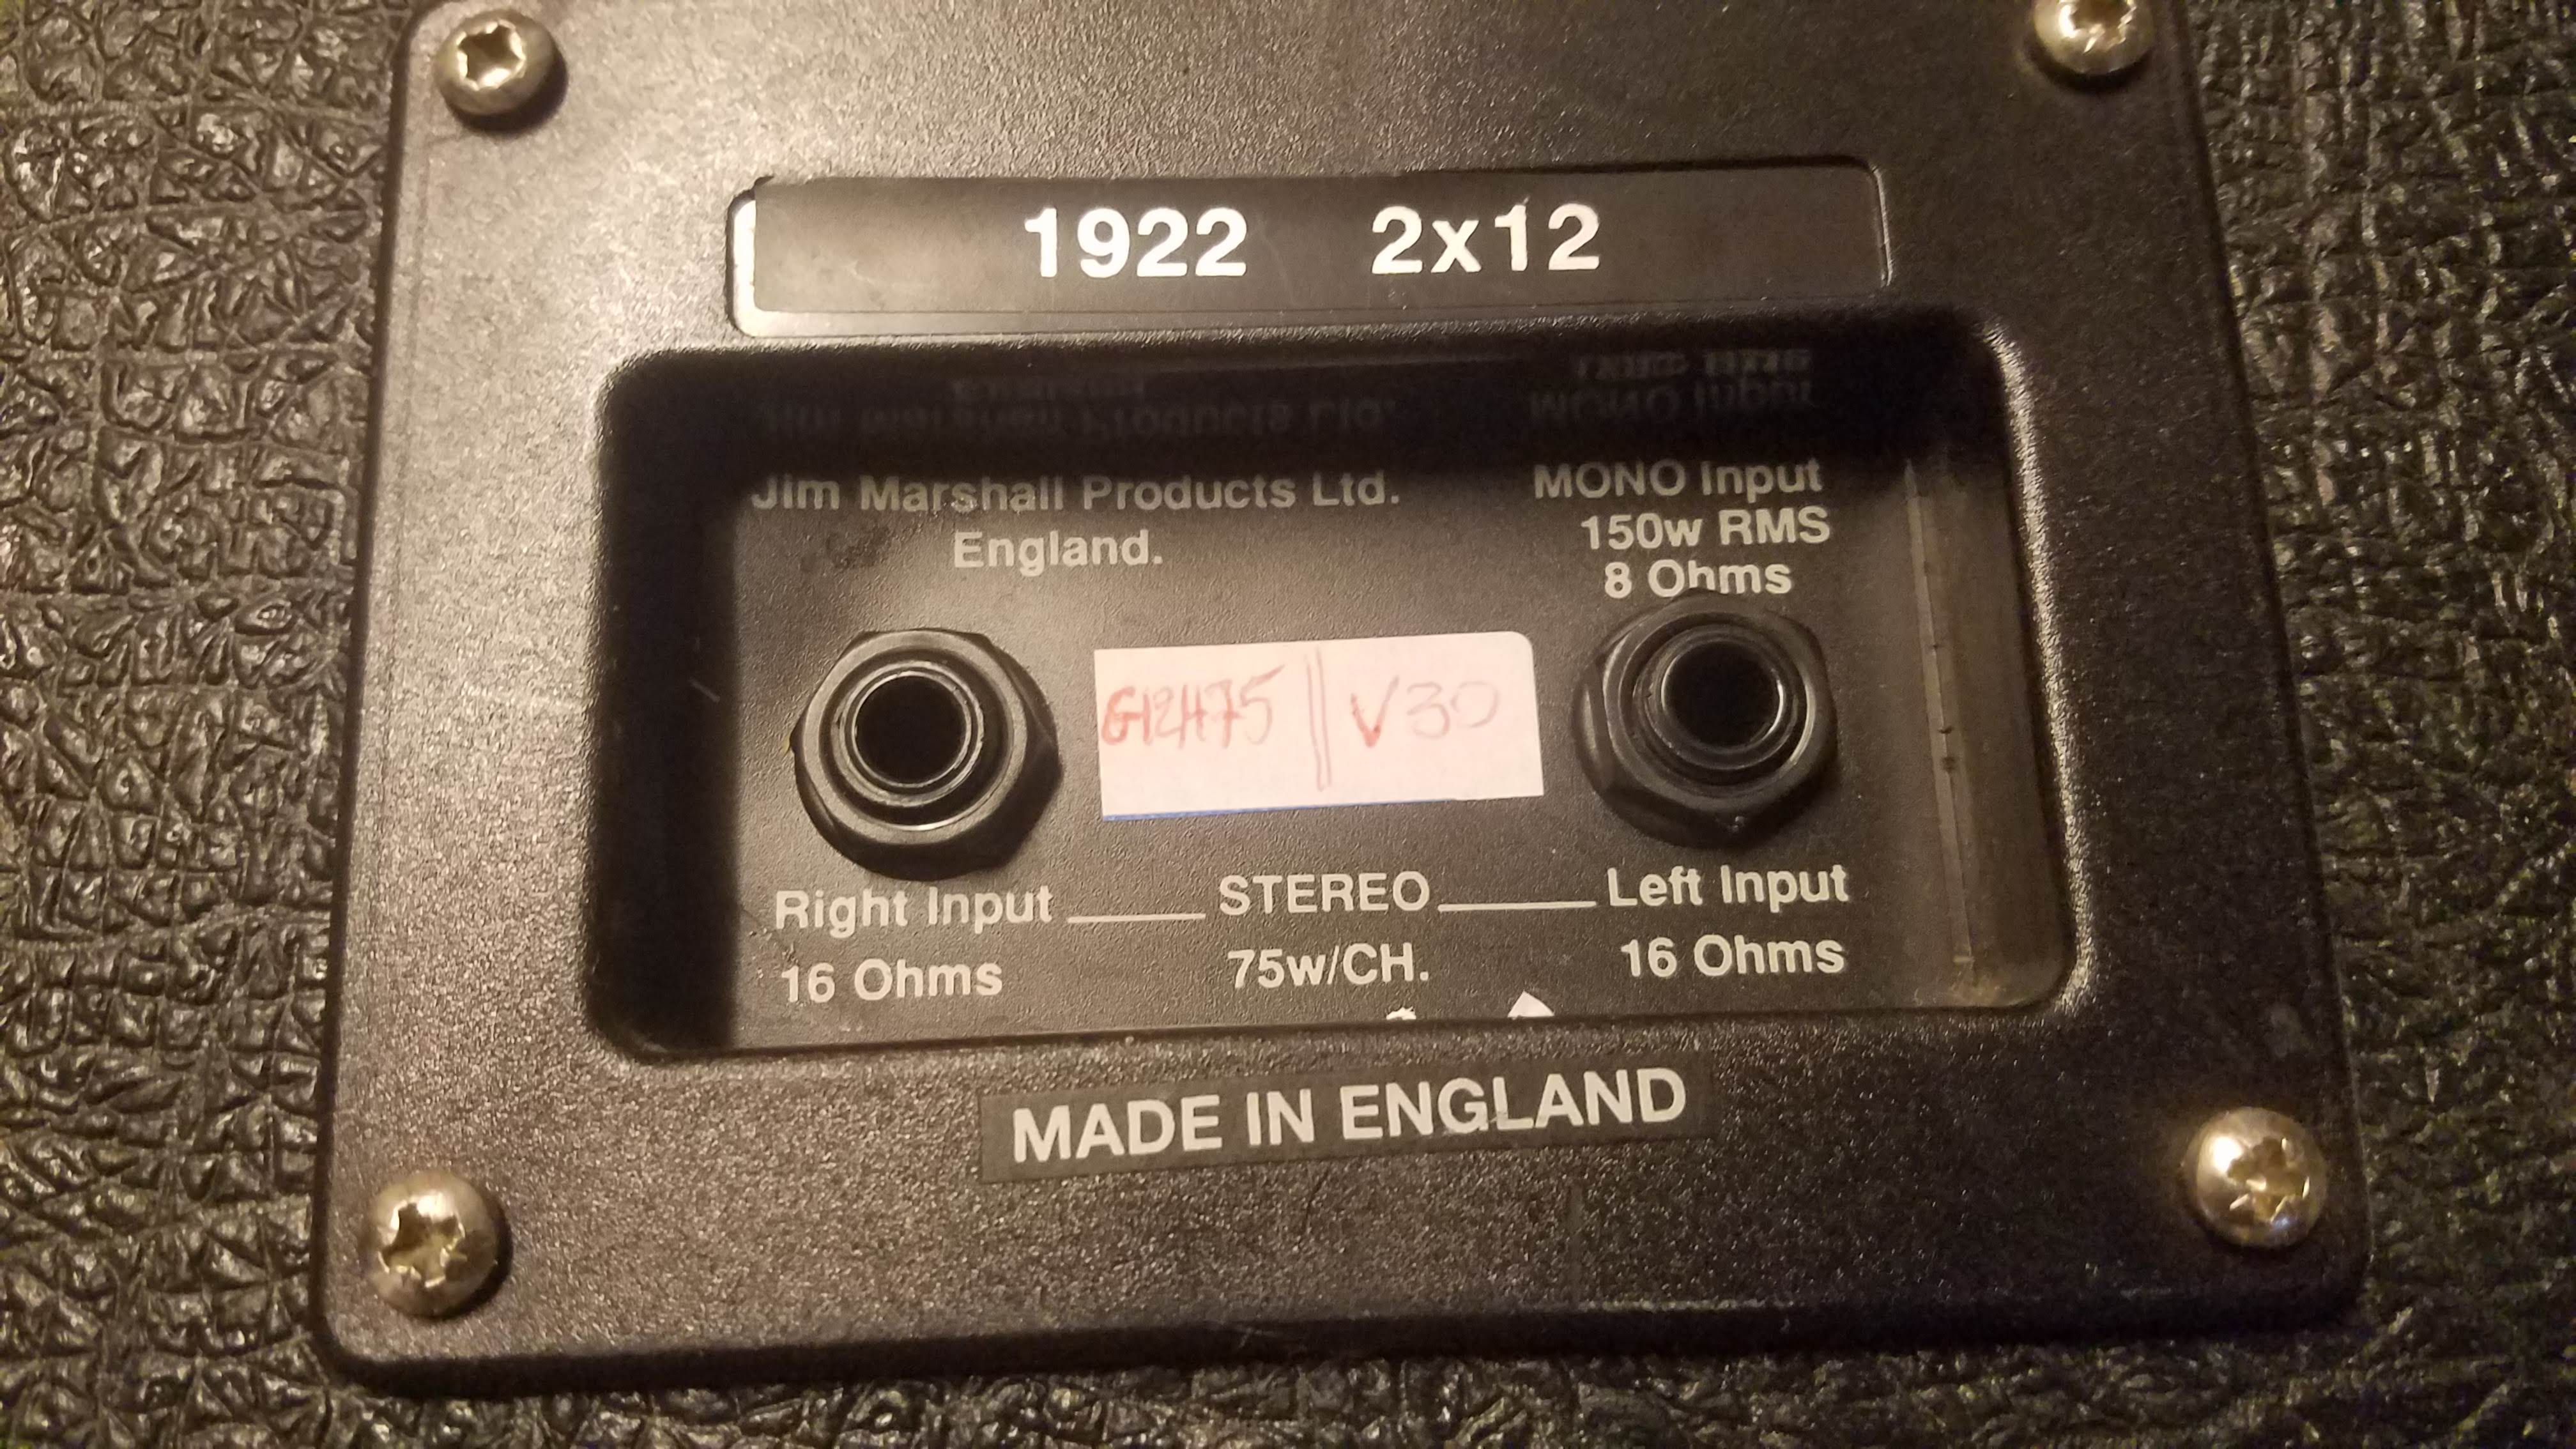 1922 2x12
Jim Marshall Products Ltd.
England.
MONO Input
150w RMS
8 Ohms
G12H75 || V30
Right Input STEREO Left Input
16 Ohms 75w/CH. 16 Ohms
MADE IN ENGLAND